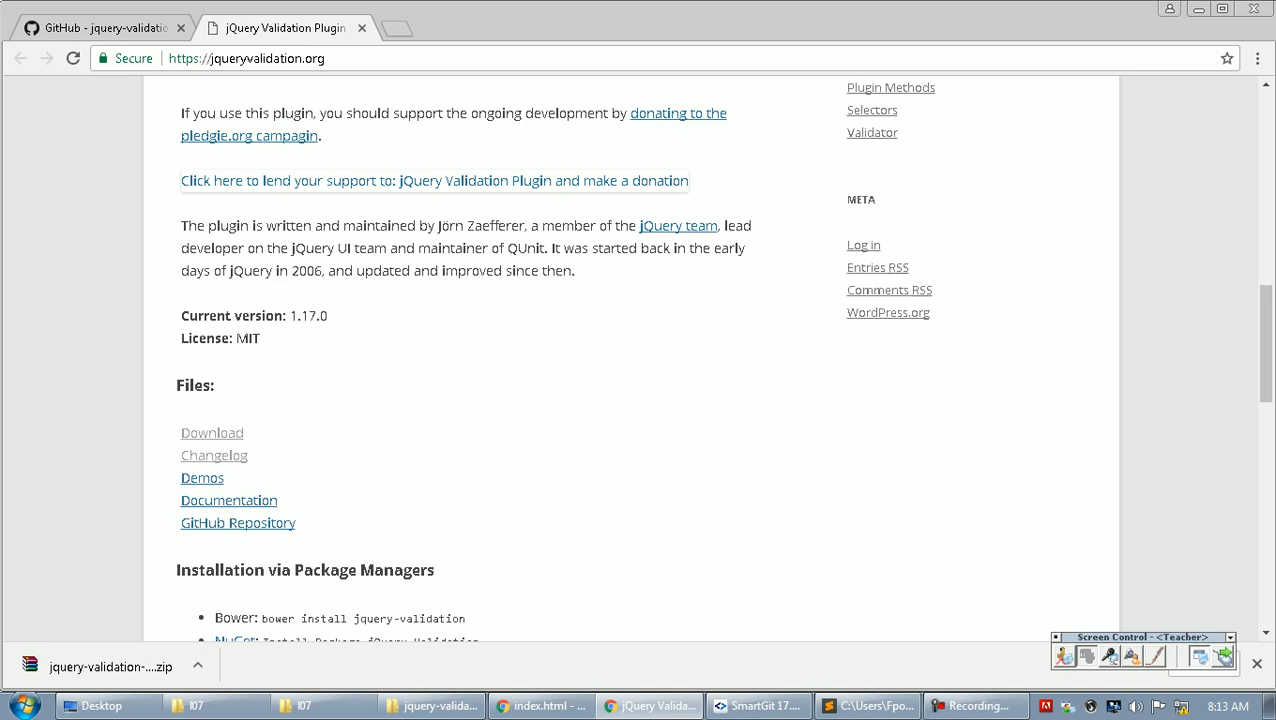 GitHub - jquery-validatio
jQuery Validation Plugin
Secure
https://jqueryvalidation.org
If you use this plugin, you should support the ongoing development by donating to the
pledgie.org campagin.
Click here to lend your support to: jQuery Validation Plugin and make a donation
The plugin is written and maintained by Jörn Zaefferer, a member of the jQuery team, lead
developer on the jQuery UI team and maintainer of QUnit. It was started back in the early
days of jQuery in 2006, and updated and improved since then.
Current version: 1.17.0
License: MIT
Files:
Download
Changelog
Demos
Documentation
GitHub Repository
Installation via Package Managers
Bower: bower install jquery-validation
NuGet: Install-Package jQuery.Validation
Plugin Methods
Selectors
Validator
META
Log in
Entries RSS
Comments RSS
WordPress.org
Screen Control - <Teacher>
jquery-validation-....zip
Desktop
l07
l07
jquery-valida...
index.html - ...
jQuery Valida...
SmartGit 17....
C:\Users\Fpo...
Recording...
8:13 AM